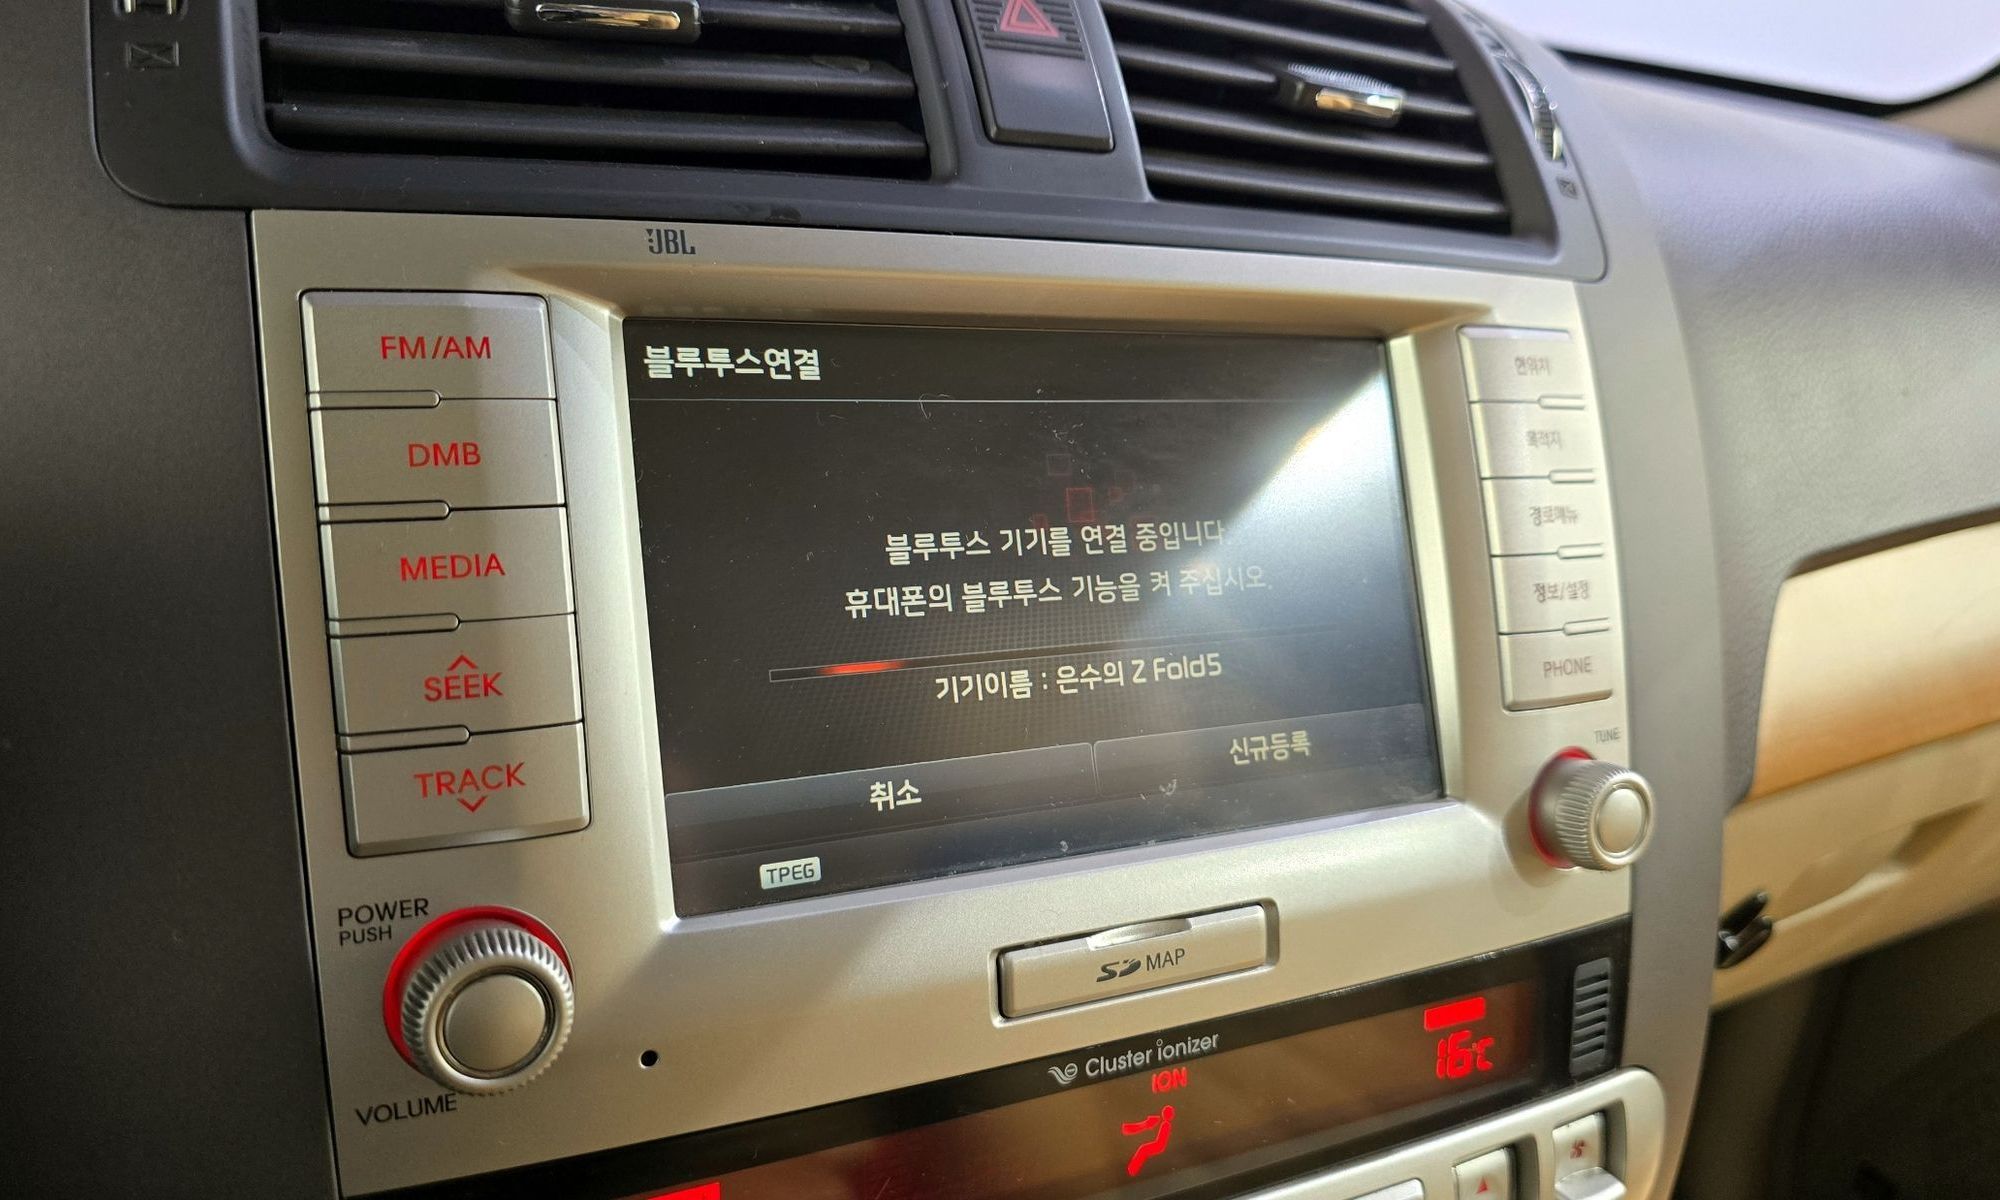 JBL
FM/AM
DMB
MEDIA
SEEK
TRACK
POWER
PUSH
VOLUME
블루투스연결
블루투스 기기를 연결 중입니다.
휴대폰의 블루투스 기능을 켜 주십시오.
기기이름 : 은수의 Z Fold5
취소
신규등록
TPEG
현위치
목적지
경로메뉴
정보/설정
PHONE
TUNE
SD MAP
Cluster ionizer
ION
16°C